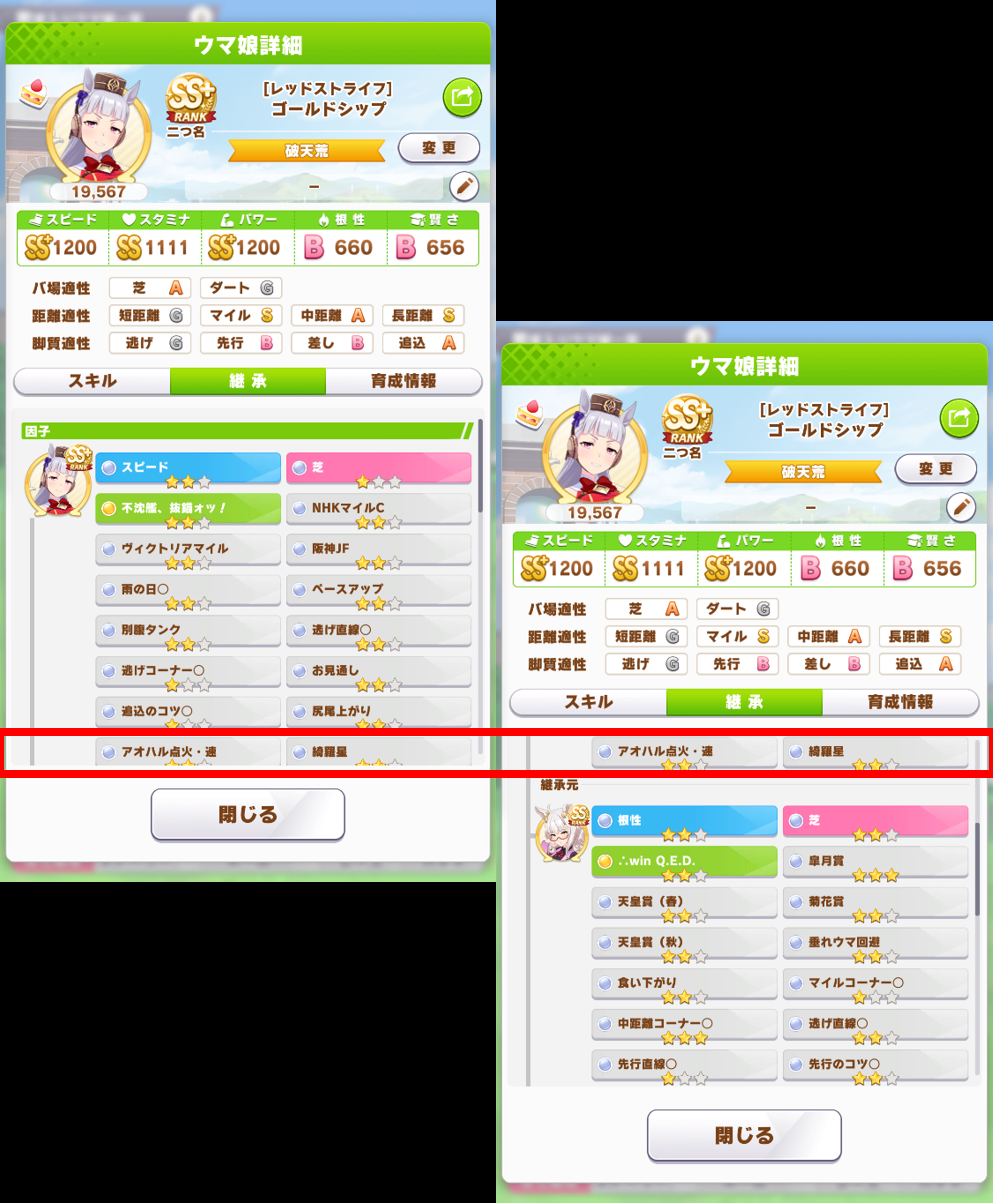 ウマ娘詳細
SS+
RANK
二つ名
[レッドストライフ]
ゴールドシップ
破天荒
変更
19,567
–
スピード スタミナ パワー 根性 賢さ
SS+ 1200 SS 1111 SS+ 1200 B 660 B 656
バ場適性 芝 A ダート G
距離適性 短距離 G マイル S 中距離 A 長距離 S
脚質適性 逃げ G 先行 B 差し B 追込 A
スキル 継承 育成情報
因子
SS+
RANK
スピード 芝
不沈艦、抜錨ォッ！ NHKマイルC
ヴィクトリアマイル 阪神JF
雨の日○ ペースアップ
別腹タンク 逃げ直線○
逃げコーナー○ お見通し
追込のコツ○ 尻尾上がり
アオハル点火・速 綺羅星
閉じる
ウマ娘詳細
SS+
RANK
二つ名
[レッドストライフ]
ゴールドシップ
破天荒
変更
19,567
–
スピード スタミナ パワー 根性 賢さ
SS+ 1200 SS 1111 SS+ 1200 B 660 B 656
バ場適性 芝 A ダート G
距離適性 短距離 G マイル S 中距離 A 長距離 S
脚質適性 逃げ G 先行 B 差し B 追込 A
スキル 継承 育成情報
アオハル点火・速 綺羅星
継承元
SS
RANK
根性 芝
∴win Q.E.D. 皐月賞
天皇賞（春） 菊花賞
天皇賞（秋） 垂れウマ回避
食い下がり マイルコーナー○
中距離コーナー○ 逃げ直線○
先行直線○ 先行のコツ○
閉じる